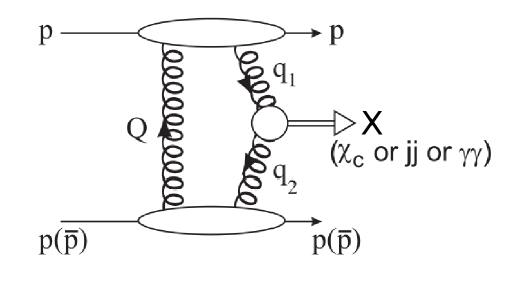 p p
q₁
Q X
(χc or jj or γγ)
q₂
p(p̄) p(p̄)